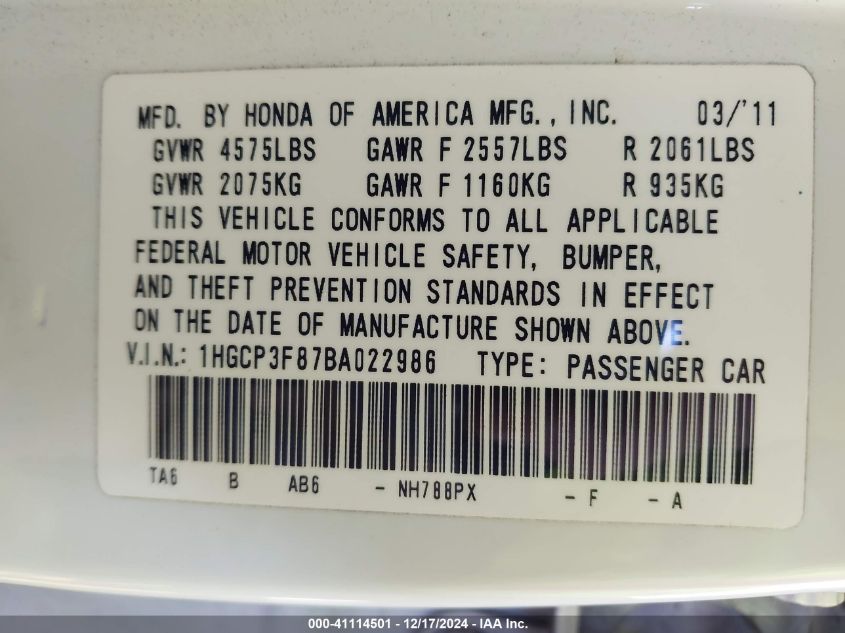 MFD. BY HONDA OF AMERICA MFG., INC. 03/'11
GVWR 4575LBS GAWR F 2557LBS R 2061LBS
GVWR 2075KG GAWR F 1160KG R 935KG
THIS VEHICLE CONFORMS TO ALL APPLICABLE
FEDERAL MOTOR VEHICLE SAFETY, BUMPER,
AND THEFT PREVENTION STANDARDS IN EFFECT
ON THE DATE OF MANUFACTURE SHOWN ABOVE.
V.I.N.: 1HGCP3F87BA022986 TYPE: PASSENGER CAR
TA6 B AB6 - NH788PX - F - A
000-41114501 - 12/17/2024 - IAA Inc.